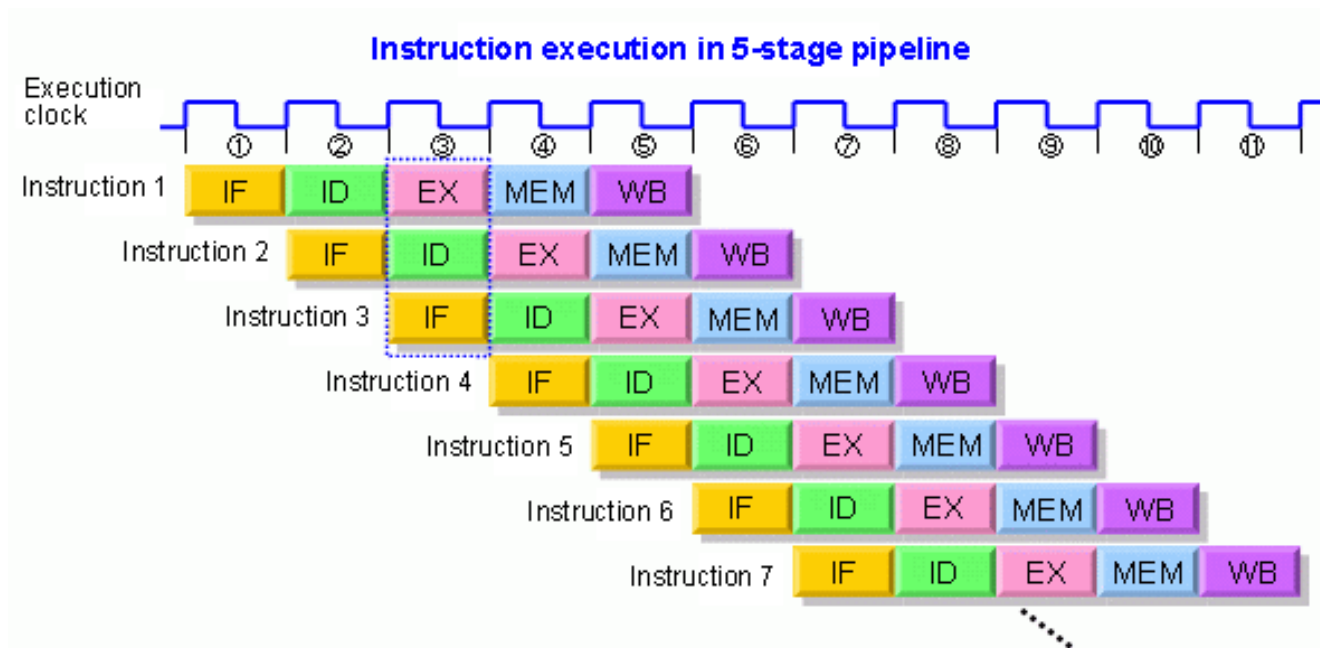 Instruction execution in 5-stage pipeline
Execution
clock
① ② ③ ④ ⑤ ⑥ ⑦ ⑧ ⑨ ⑩ ⑪
Instruction 1 IF ID EX MEM WB
Instruction 2 IF ID EX MEM WB
Instruction 3 IF ID EX MEM WB
Instruction 4 IF ID EX MEM WB
Instruction 5 IF ID EX MEM WB
Instruction 6 IF ID EX MEM WB
Instruction 7 IF ID EX MEM WB